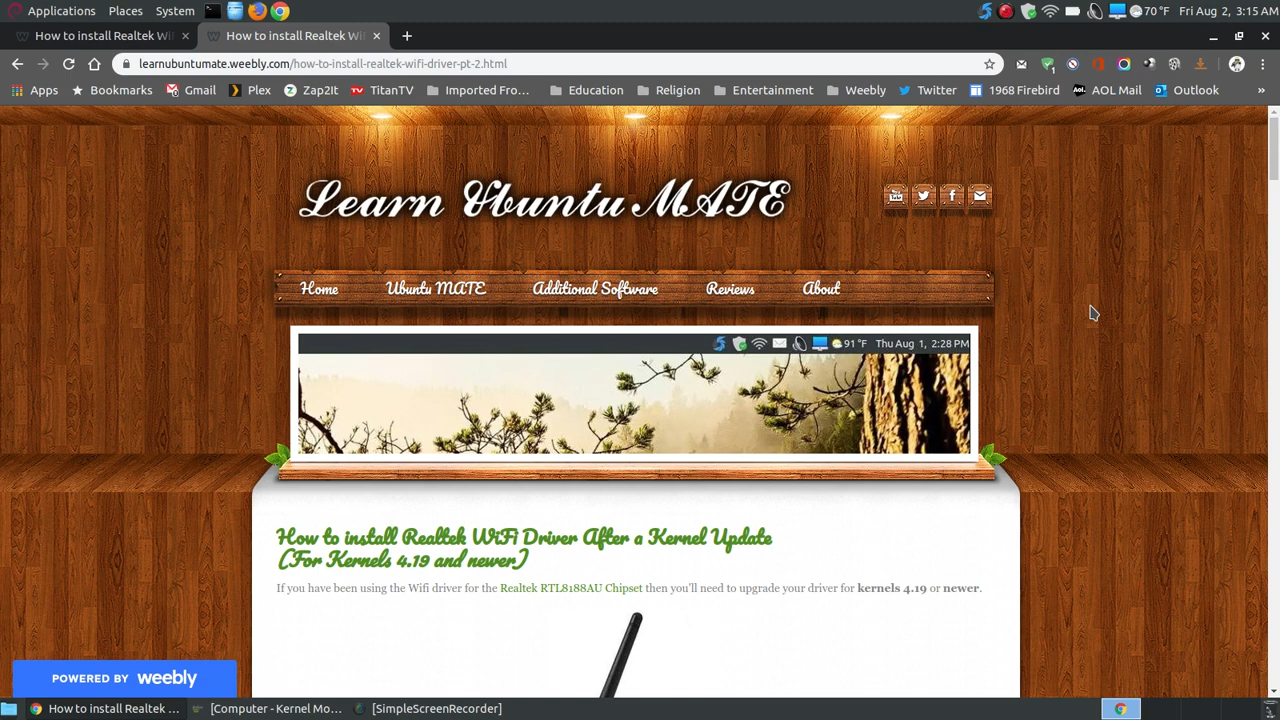 Applications Places System 70 °F Fri Aug 2, 3:15 AM
How to install Realtek Wi How to install Realtek Wi
learnubuntumate.weebly.com/how-to-install-realtek-wifi-driver-pt-2.html
Apps Bookmarks Gmail Plex Zap2It TitanTV Imported Fro... Education Religion Entertainment Weebly Twitter 1968 Firebird AOL Mail Outlook »
Learn Ubuntu MATE
Home Ubuntu MATE Additional Software Reviews About
91 °F Thu Aug 1, 2:28 PM
How to install Realtek WiFi Driver After a Kernel Update
(For Kernels 4.19 and newer)
If you have been using the Wifi driver for the Realtek RTL8188AU Chipset then you'll need to upgrade your driver for kernels 4.19 or newer.
POWERED BY weebly
How to install Realtek ... [Computer - Kernel Mo... [SimpleScreenRecorder]